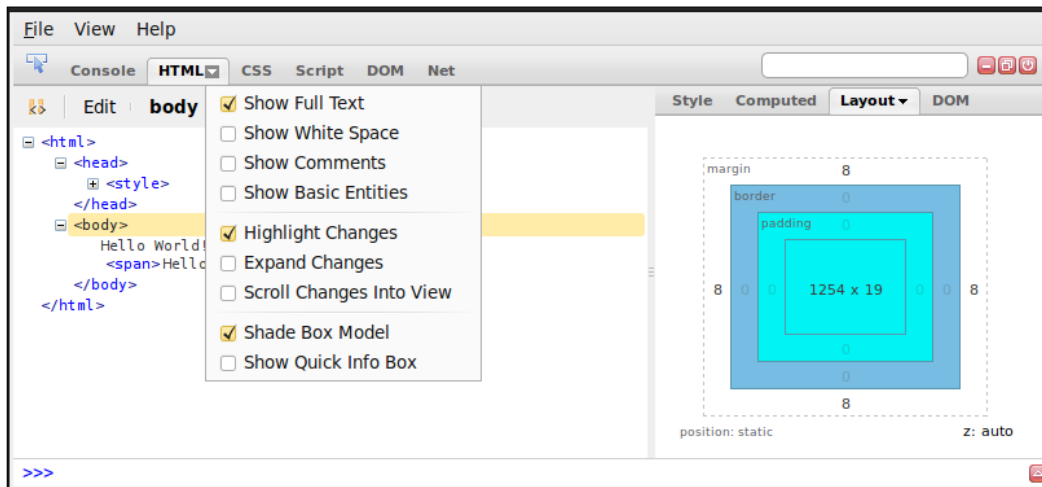 File View Help
Console HTML CSS Script DOM Net
Edit body
<html>
<head>
<style>
</head>
<body>
Hello World!
<span>Hello
</body>
</html>
Show Full Text
Show White Space
Show Comments
Show Basic Entities
Highlight Changes
Expand Changes
Scroll Changes Into View
Shade Box Model
Show Quick Info Box
Style Computed Layout DOM
margin 8
border 0
padding 0
8 0 0 1254 x 19 0 0 8
0
0
8
position: static z: auto
>>>